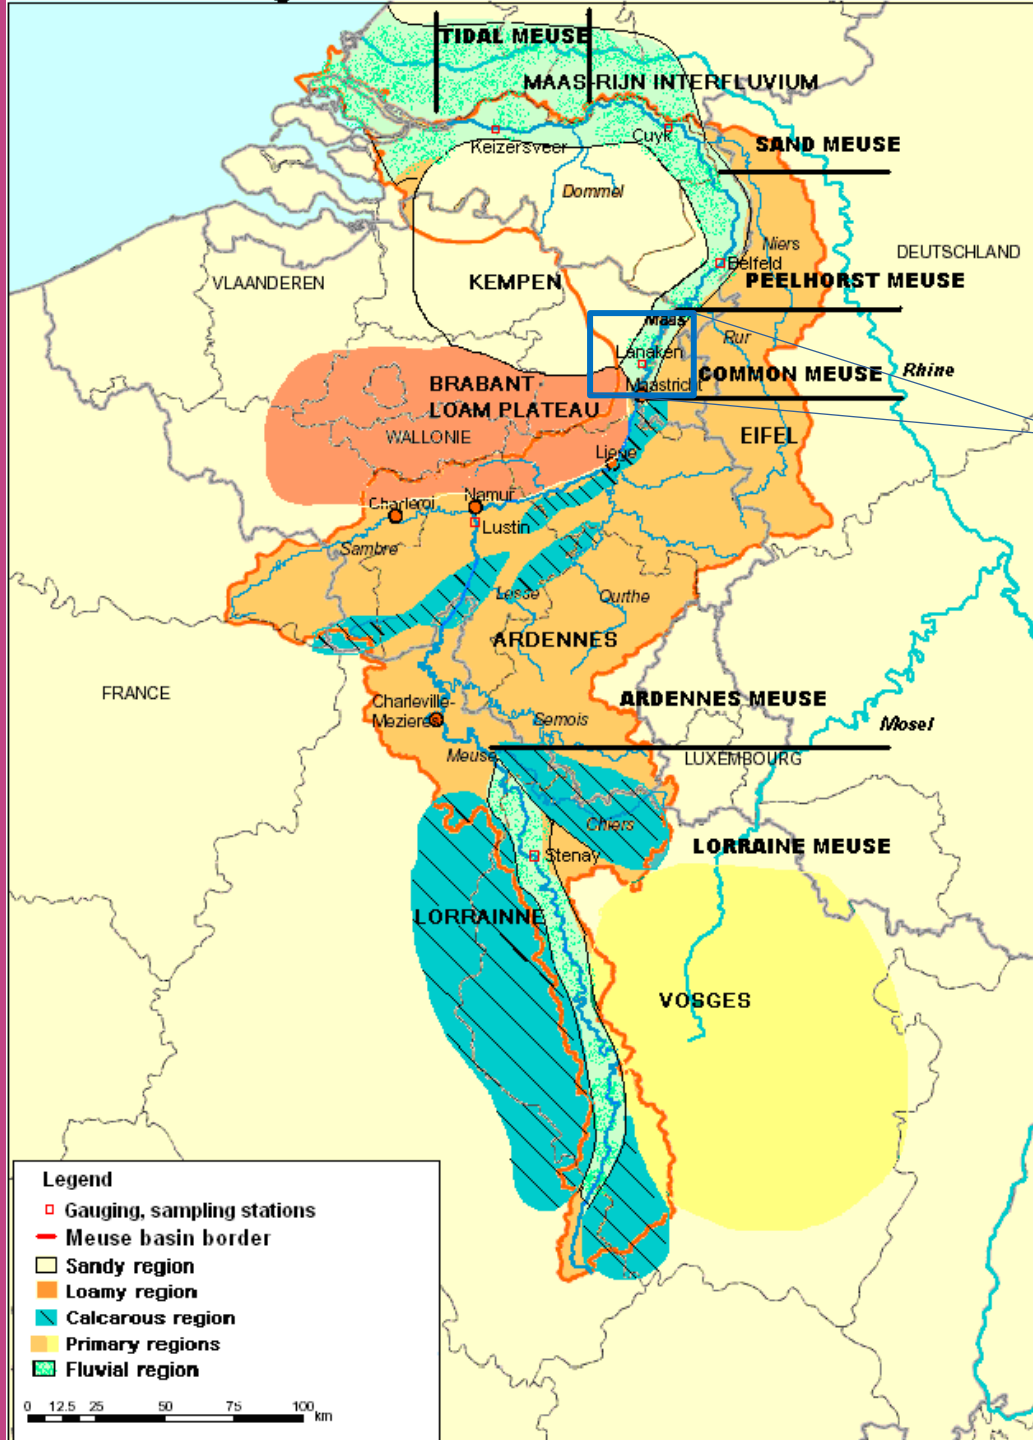 TIDAL MEUSE
MAAS-RIJN INTERFLUVIUM
Keizersveer
Cuyk
SAND MEUSE
Dommel
Niers
DEUTSCHLAND
VLAANDEREN
KEMPEN
Belfeld
PEELHORST MEUSE
Maas
Rur
Lanaken
Maastricht
COMMON MEUSE
Rhine
BRABANT
LOAM PLATEAU
WALLONIE
EIFEL
Liege
Charleroi
Namur
Lustin
Sambre
Lesse
Ourthe
ARDENNES
FRANCE
Charleville-
Mezieres
ARDENNES MEUSE
Semois
Mosel
Meuse
LUXEMBOURG
Chiers
LORRAINE MEUSE
Stenay
LORRAINNE
VOSGES
Legend
Gauging, sampling stations
Meuse basin border
Sandy region
Loamy region
Calcarous region
Primary regions
Fluvial region
0 12.5 25 50 75 100 km